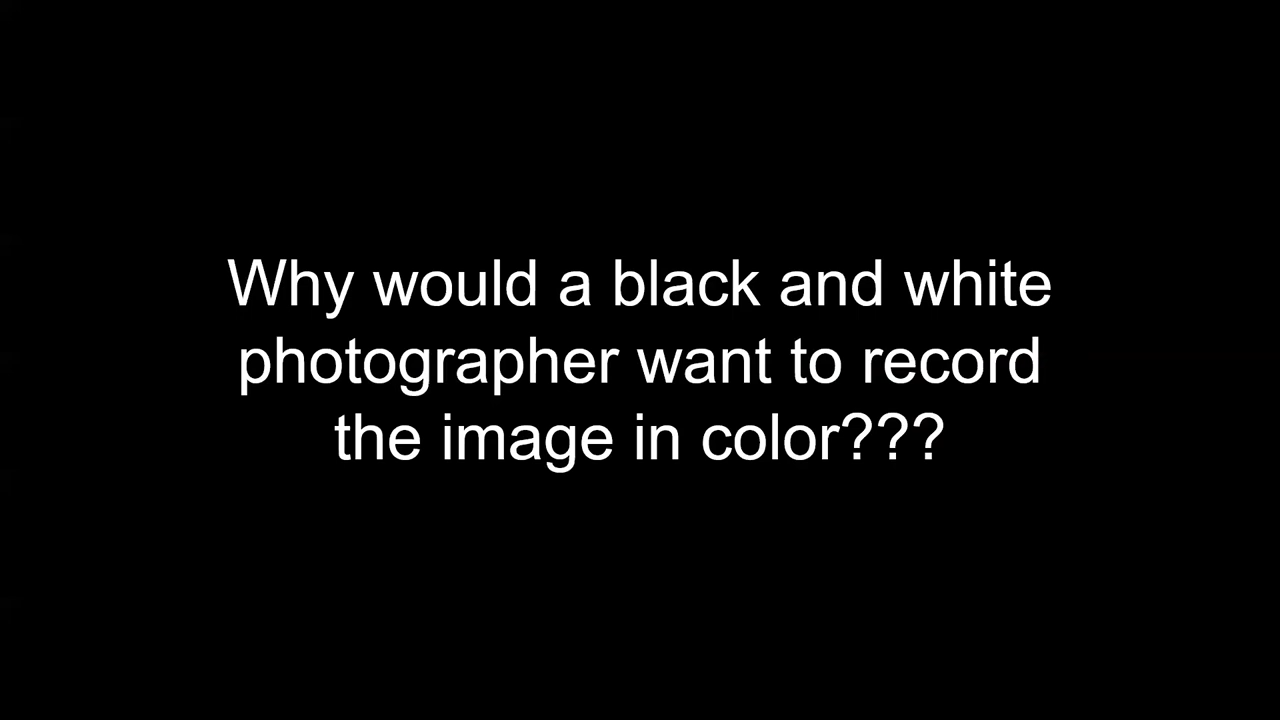 Why would a black and white
photographer want to record
the image in color???